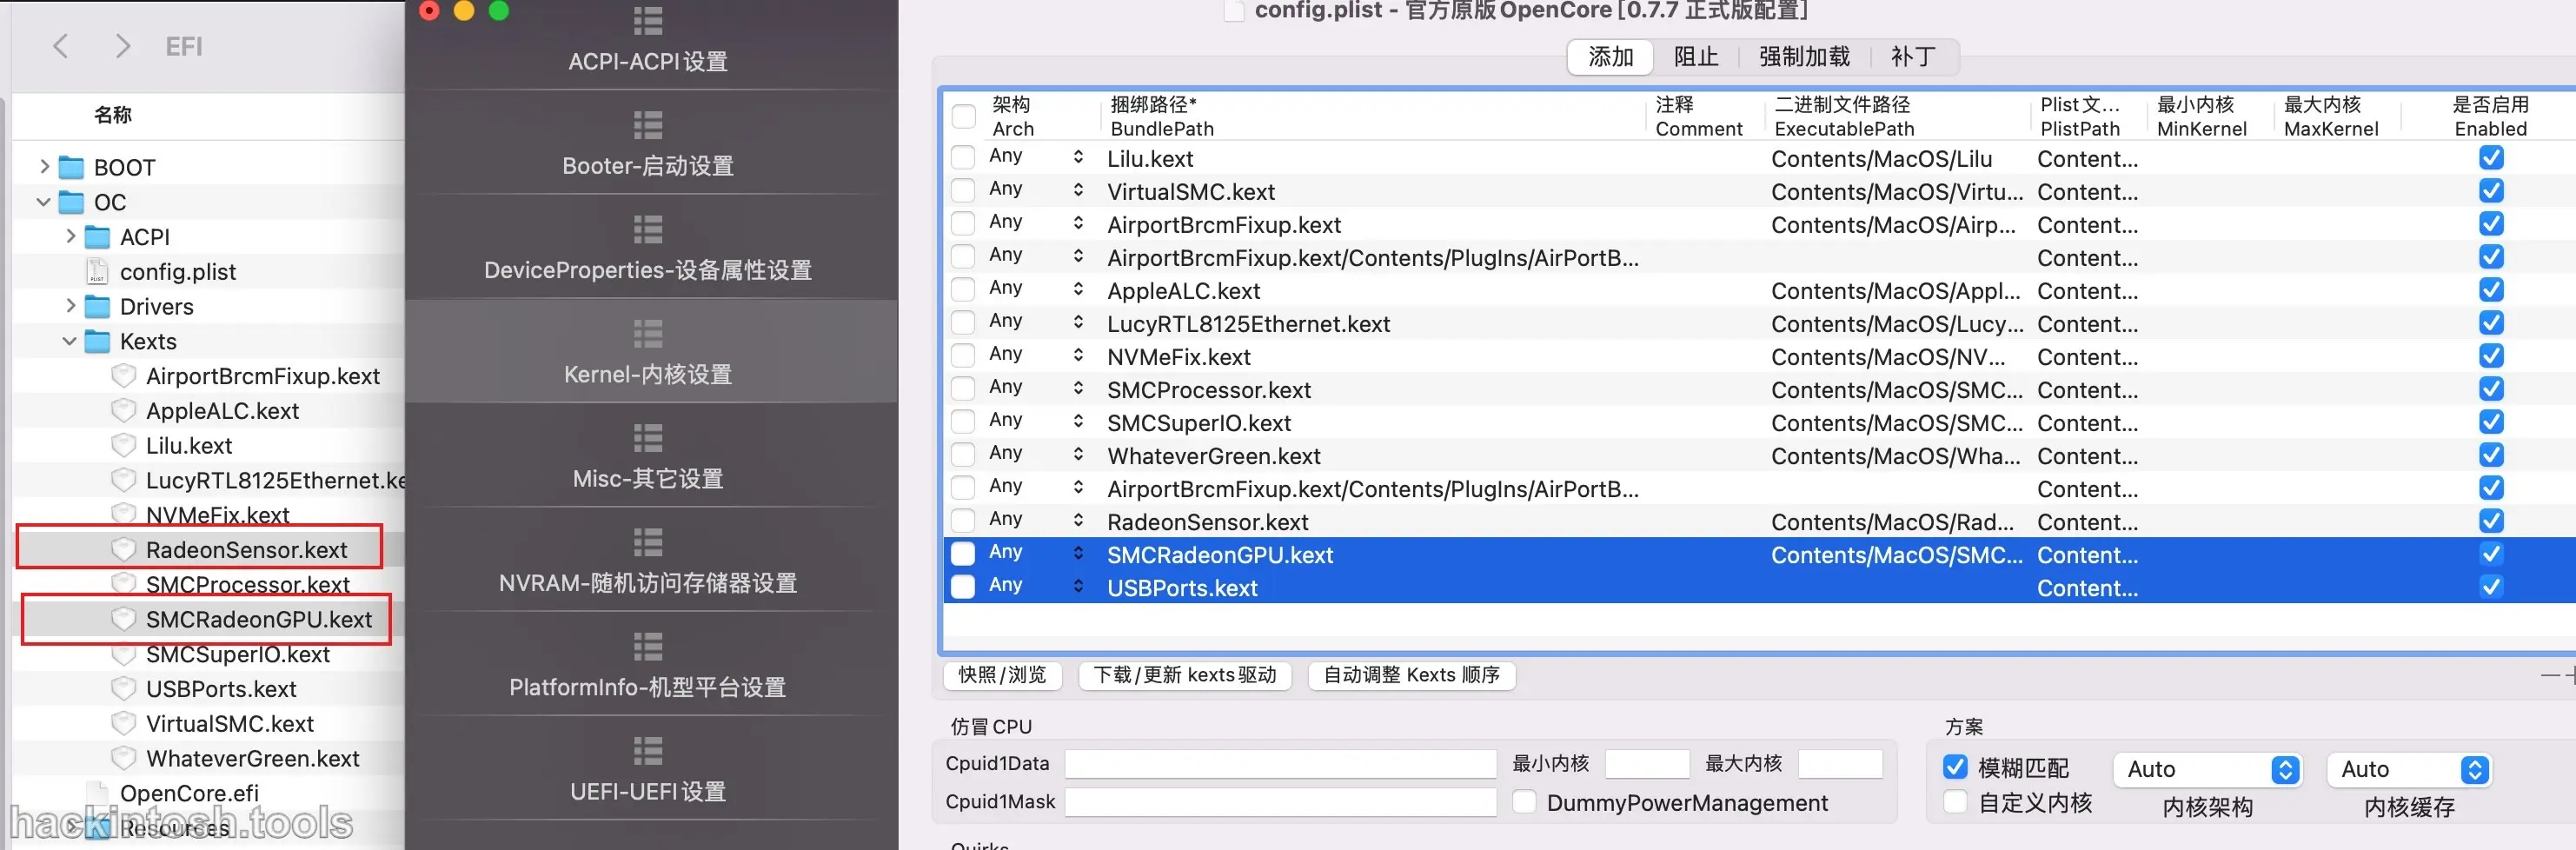 EFI
名称
BOOT
OC
ACPI
config.plist
Drivers
Kexts
AirportBrcmFixup.kext
AppleALC.kext
Lilu.kext
LucyRTL8125Ethernet.ke
NVMeFix.kext
RadeonSensor.kext
SMCProcessor.kext
SMCRadeonGPU.kext
SMCSuperIO.kext
USBPorts.kext
VirtualSMC.kext
WhateverGreen.kext
OpenCore.efi
Resources
hackintosh.tools
ACPI-ACPI设置
Booter-启动设置
DeviceProperties-设备属性设置
Kernel-内核设置
Misc-其它设置
NVRAM-随机访问存储器设置
PlatformInfo-机型平台设置
UEFI-UEFI设置
config.plist - 官方原版OpenCore [0.7.7 正式版配置]
添加 阻止 强制加载 补丁
架构 捆绑路径* 注释 二进制文件路径 Plist文... 最小内核 最大内核 是否启用
Arch BundlePath Comment ExecutablePath PlistPath MinKernel MaxKernel Enabled
Any Lilu.kext Contents/MacOS/Lilu Content...
Any VirtualSMC.kext Contents/MacOS/Virtu... Content...
Any AirportBrcmFixup.kext Contents/MacOS/Airp... Content...
Any AirportBrcmFixup.kext/Contents/PlugIns/AirPortB... Content...
Any AppleALC.kext Contents/MacOS/Appl... Content...
Any LucyRTL8125Ethernet.kext Contents/MacOS/Lucy... Content...
Any NVMeFix.kext Contents/MacOS/NV... Content...
Any SMCProcessor.kext Contents/MacOS/SMC... Content...
Any SMCSuperIO.kext Contents/MacOS/SMC... Content...
Any WhateverGreen.kext Contents/MacOS/Wha... Content...
Any AirportBrcmFixup.kext/Contents/PlugIns/AirPortB... Content...
Any RadeonSensor.kext Contents/MacOS/Rad... Content...
Any SMCRadeonGPU.kext Contents/MacOS/SMC... Content...
Any USBPorts.kext Content...
快照/浏览 下载/更新 kexts驱动 自动调整 Kexts 顺序
仿冒CPU
Cpuid1Data 最小内核 最大内核
Cpuid1Mask DummyPowerManagement
方案
模糊匹配 Auto Auto
自定义内核 内核架构 内核缓存
Quirks